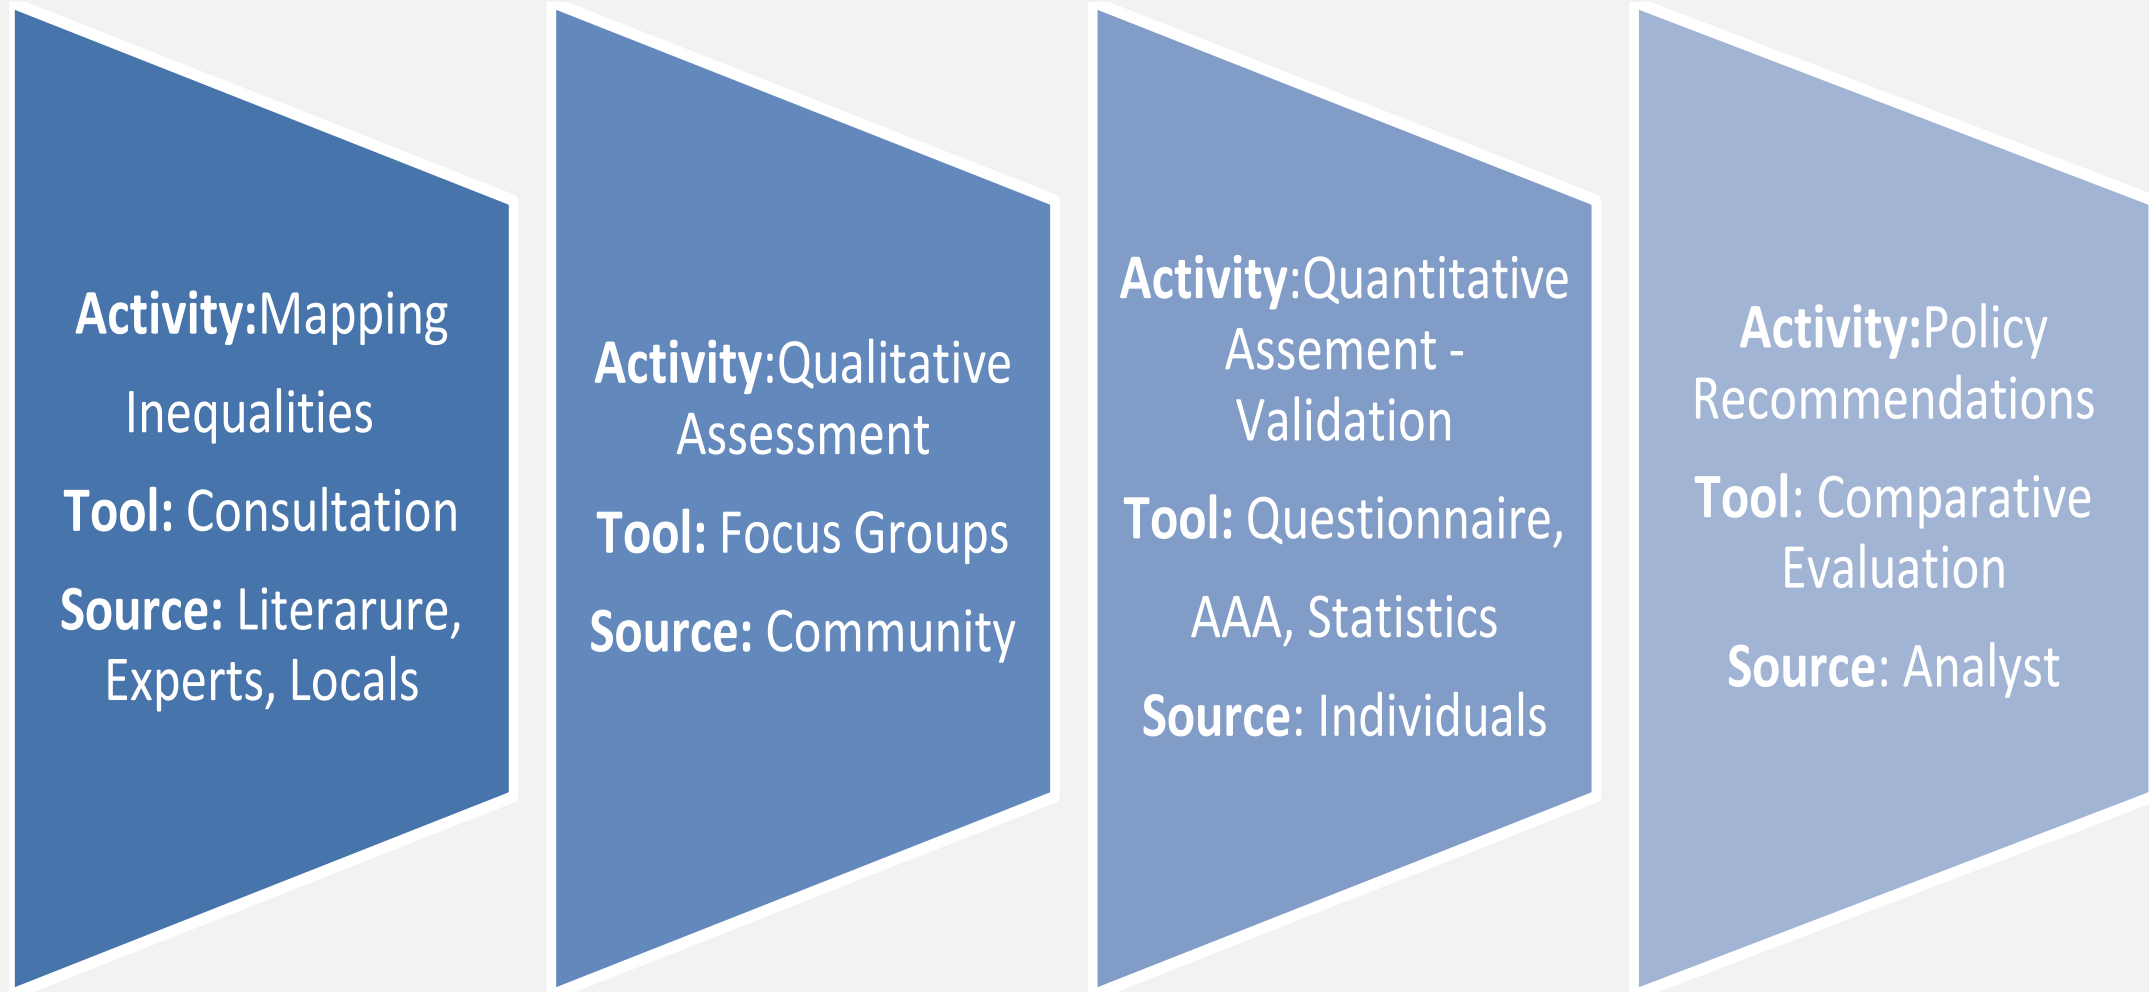 Activity:Mapping
Inequalities
Tool: Consultation
Source: Literarure,
Experts, Locals
Activity:Qualitative
Assessment
Tool: Focus Groups
Source: Community
Activity:Quantitative
Assement -
Validation
Tool: Questionnaire,
AAA, Statistics
Source: Individuals
Activity:Policy
Recommendations
Tool: Comparative
Evaluation
Source: Analyst